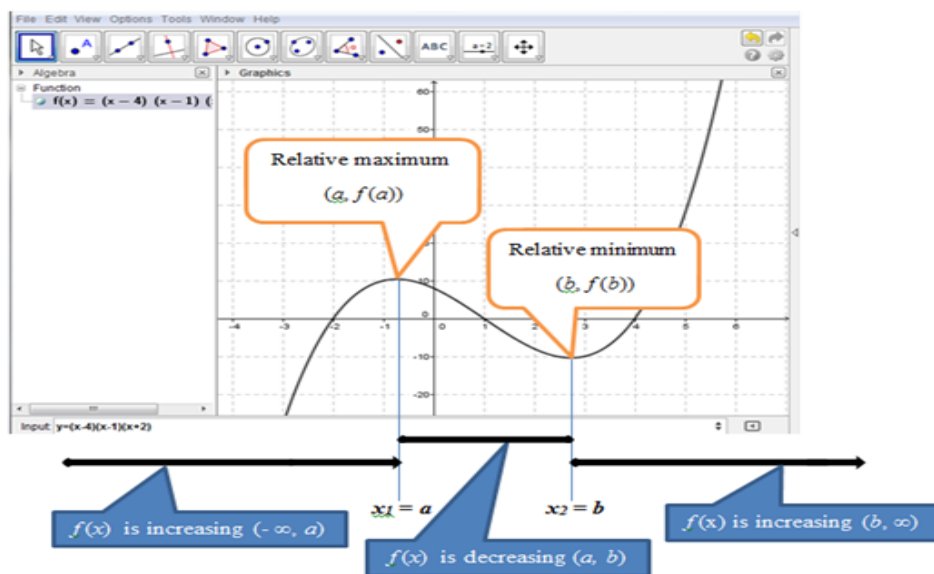 File Edit View Options Tools Window Help
A
ABC
a=2
Algebra
Graphics
Function
f(x) = (x − 4) (x − 1) (
60
50
Relative maximum
(a, f(a))
Relative minimum
(b, f(b))
10
0
-4 -3 -2 -1 0 1 2 3 4 5 6
-10
-20
Input: y=(x-4)(x-1)(x+2)
x1 = a
x2 = b
f(x) is increasing (- ∞, a)
f(x) is decreasing (a, b)
f(x) is increasing (b, ∞)